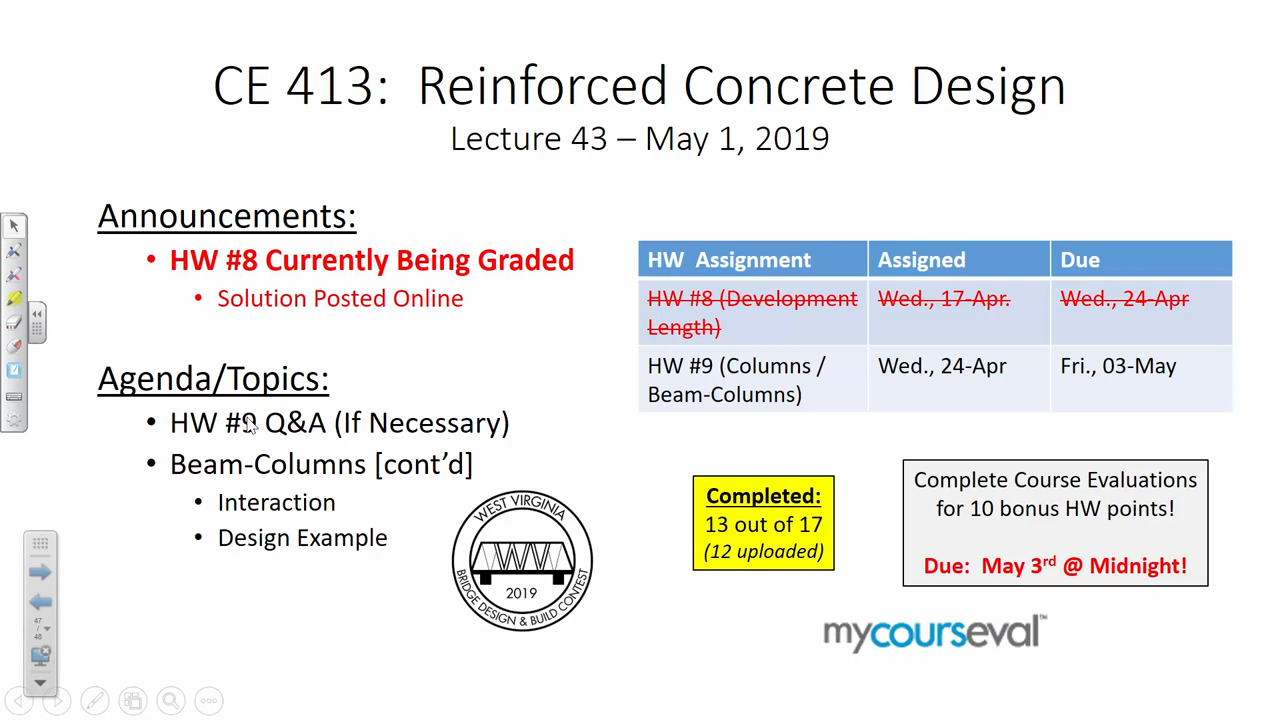 CE 413:  Reinforced Concrete Design
Lecture 43 – May 1, 2019
Announcements:
• HW #8 Currently Being Graded
• Solution Posted Online
Agenda/Topics:
• HW #9 Q&A (If Necessary)
• Beam-Columns [cont’d]
• Interaction
• Design Example
HW  Assignment Assigned Due
HW #8 (Development Wed., 17-Apr. Wed., 24-Apr
Length)
HW #9 (Columns / Wed., 24-Apr Fri., 03-May
Beam-Columns)
Completed:
13 out of 17
(12 uploaded)
Complete Course Evaluations
for 10 bonus HW points!
Due:  May 3rd @ Midnight!
WEST VIRGINIA
WV
2019
BRIDGE DESIGN & BUILD CONTEST
mycourseval™
47
/
48